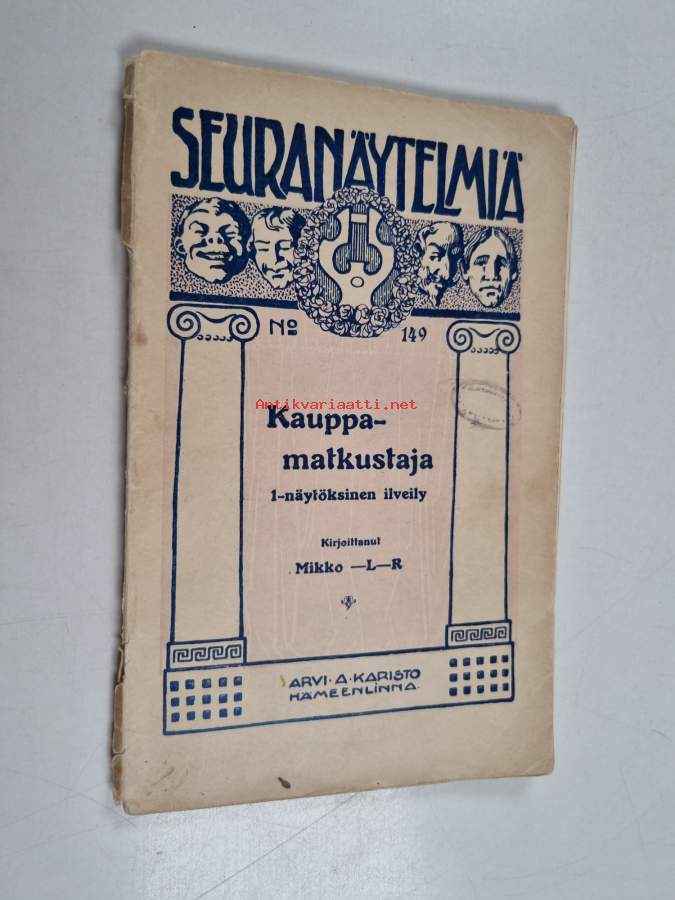 SEURANÄYTELMIÄ
No 149
Antikvariaatti.net
Kauppa-
matkustaja
1-näytöksinen ilveily
Kirjoittanut
Mikko —L—R
ARVI·A·KARISTO
HÄMEENLINNA·